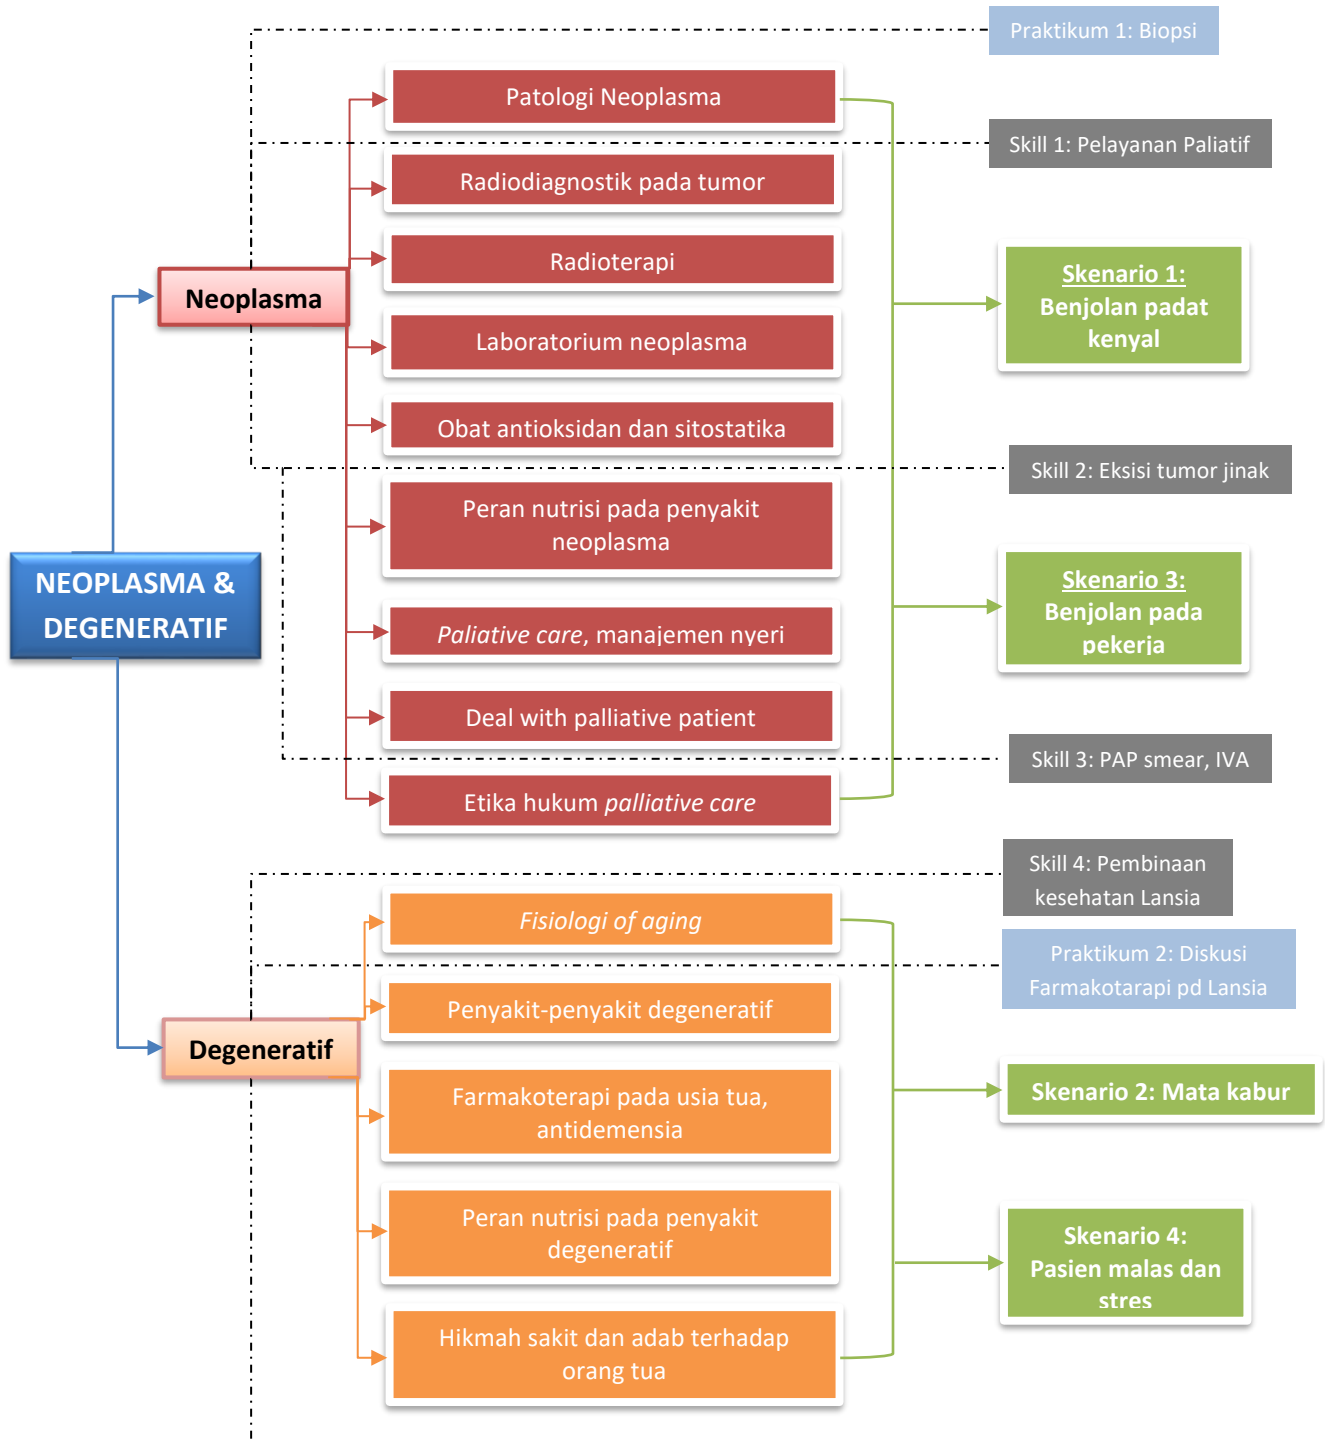 Praktikum 1: Biopsi
Patologi Neoplasma
Skill 1: Pelayanan Paliatif
Radiodiagnostik pada tumor
Radioterapi
Neoplasma
Skenario 1:
Benjolan padat
kenyal
Laboratorium neoplasma
Obat antioksidan dan sitostatika
Skill 2: Eksisi tumor jinak
Peran nutrisi pada penyakit
neoplasma
NEOPLASMA &
DEGENERATIF
Skenario 3:
Benjolan pada
pekerja
Paliative care, manajemen nyeri
Deal with palliative patient
Skill 3: PAP smear, IVA
Etika hukum palliative care
Skill 4: Pembinaan
kesehatan Lansia
Fisiologi of aging
Praktikum 2: Diskusi
Farmakotarapi pd Lansia
Penyakit-penyakit degeneratif
Degeneratif
Farmakoterapi pada usia tua,
antidemensia
Skenario 2: Mata kabur
Peran nutrisi pada penyakit
degeneratif
Skenario 4:
Pasien malas dan
stres
Hikmah sakit dan adab terhadap
orang tua